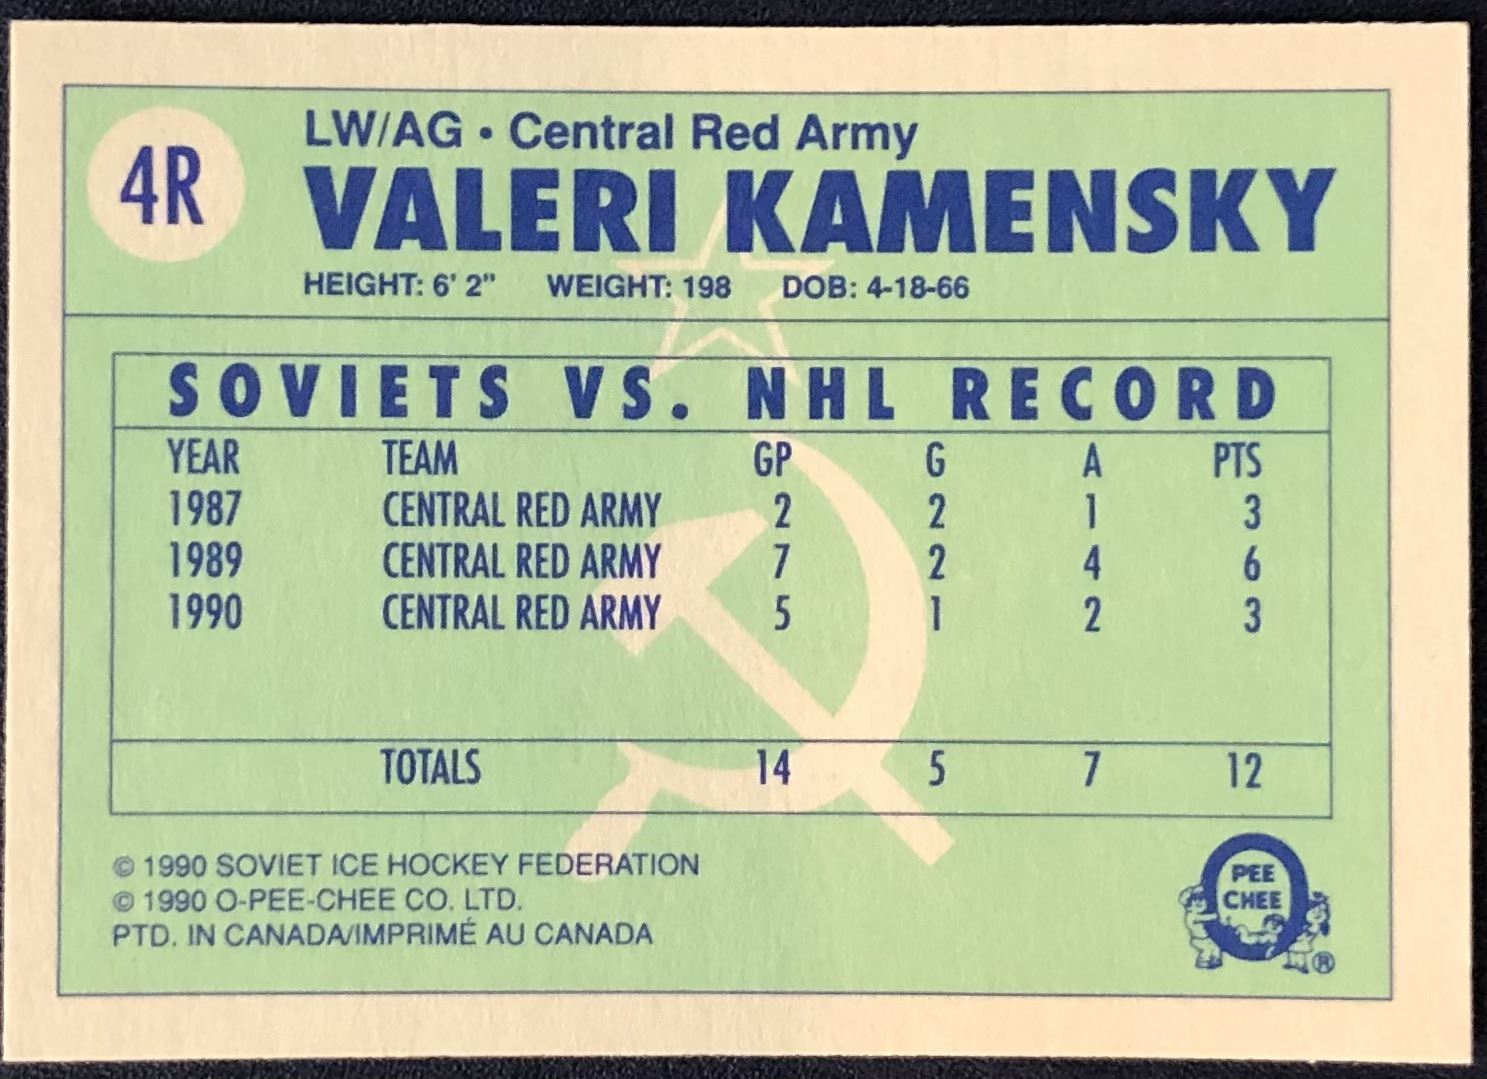 4R
LW/AG • Central Red Army
VALERI KAMENSKY
HEIGHT: 6' 2" WEIGHT: 198 DOB: 4-18-66
SOVIETS VS. NHL RECORD
YEAR TEAM GP G A PTS
1987 CENTRAL RED ARMY 2 2 1 3
1989 CENTRAL RED ARMY 7 2 4 6
1990 CENTRAL RED ARMY 5 1 2 3
TOTALS 14 5 7 12
© 1990 SOVIET ICE HOCKEY FEDERATION
© 1990 O-PEE-CHEE CO. LTD.
PTD. IN CANADA/IMPRIMÉ AU CANADA
PEE
CHEE
®